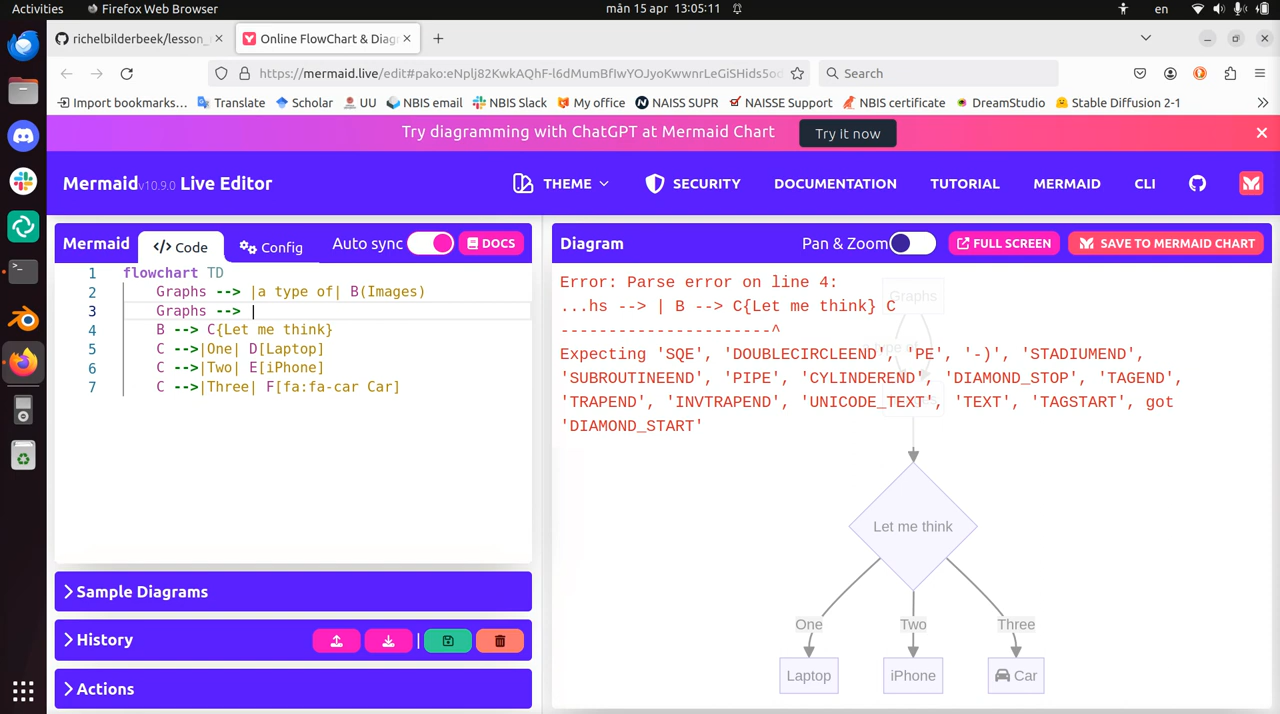 Activities
Firefox Web Browser
mån 15 apr 13:05:11
en
richelbilderbeek/lesson_
Online FlowChart & Diag
https://mermaid.live/edit#pako:eNplj82KwkAQhF-l6dMumBfIwYOJyoKwwnrLeGiSHids5od
Search
Import bookmarks...
Translate
Scholar
UU
NBIS email
NBIS Slack
My office
NAISS SUPR
NAISSE Support
NBIS certificate
DreamStudio
Stable Diffusion 2-1
Try diagramming with ChatGPT at Mermaid Chart
Try it now
Mermaid v10.9.0 Live Editor
THEME
SECURITY
DOCUMENTATION
TUTORIAL
MERMAID
CLI
Mermaid
</> Code
Config
Auto sync
DOCS
1 flowchart TD
2 Graphs --> |a type of| B(Images)
3 Graphs --> |
4 B --> C{Let me think}
5 C -->|One| D[Laptop]
6 C -->|Two| E[iPhone]
7 C -->|Three| F[fa:fa-car Car]
Sample Diagrams
History
Actions
Diagram
Pan & Zoom
FULL SCREEN
SAVE TO MERMAID CHART
Error: Parse error on line 4:
...hs --> | B --> C{Let me think} C
----------------------^
Expecting 'SQE', 'DOUBLECIRCLEEND', 'PE', '-)', 'STADIUMEND',
'SUBROUTINEEND', 'PIPE', 'CYLINDEREND', 'DIAMOND_STOP', 'TAGEND',
'TRAPEND', 'INVTRAPEND', 'UNICODE_TEXT', 'TEXT', 'TAGSTART', got
'DIAMOND_START'
Graphs
Let me think
One
Two
Three
Laptop
iPhone
Car